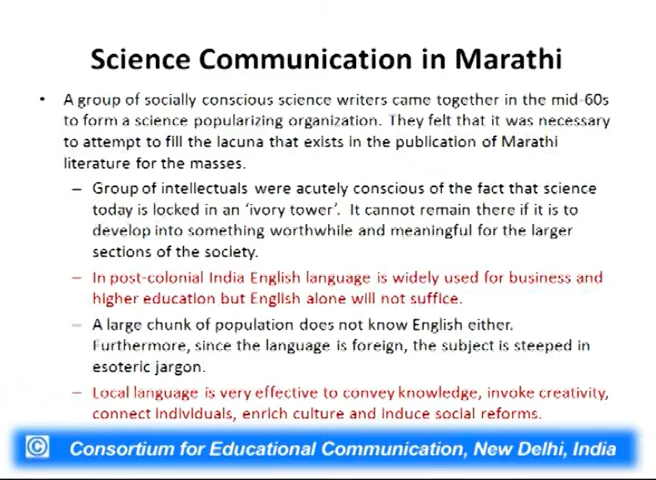 Science Communication in Marathi
• A group of socially conscious science writers came together in the mid-60s
to form a science popularizing organization. They felt that it was necessary
to attempt to fill the lacuna that exists in the publication of Marathi
literature for the masses.
– Group of intellectuals were acutely conscious of the fact that science
today is locked in an ‘ivory tower’. It cannot remain there if it is to
develop into something worthwhile and meaningful for the larger
sections of the society.
– In post-colonial India English language is widely used for business and
higher education but English alone will not suffice.
– A large chunk of population does not know English either.
Furthermore, since the language is foreign, the subject is steeped in
esoteric jargon.
– Local language is very effective to convey knowledge, invoke creativity,
connect individuals, enrich culture and induce social reforms.
© Consortium for Educational Communication, New Delhi, India